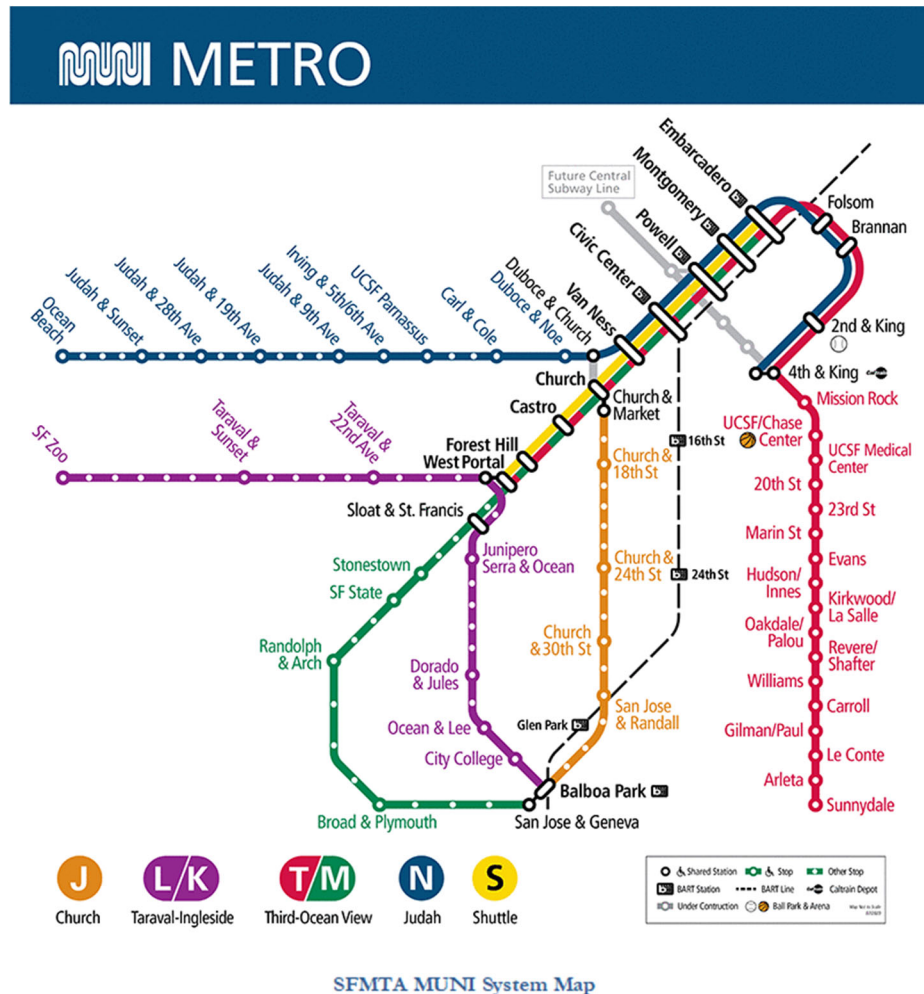 MUNI METRO
Future Central
Subway Line
Embarcadero
Montgomery
Powell
Civic Center
Van Ness
Folsom
Brannan
2nd & King
4th & King
Caltrain
Ocean
Beach
Judah & Sunset
Judah & 28th Ave
Judah & 19th Ave
Judah & 9th Ave
Irving & 5th/6th Ave
UCSF Parnassus
Carl & Cole
Duboce & Noe
Duboce & Church
Church
Castro
Forest Hill
West Portal
SF Zoo
Taraval &
Sunset
Taraval &
22nd Ave
Church &
Market
Church &
18th St
Church &
24th St
Church
& 30th St
San Jose
& Randall
16th St
24th St
Glen Park
Balboa Park
San Jose & Geneva
Sloat & St. Francis
Junipero
Serra & Ocean
Dorado
& Jules
Ocean & Lee
City College
Stonestown
SF State
Randolph
& Arch
Broad & Plymouth
Mission Rock
UCSF/Chase
Center
UCSF Medical
Center
20th St
23rd St
Marin St
Evans
Hudson/
Innes
Kirkwood/
La Salle
Oakdale/
Palou
Revere/
Shafter
Williams
Carroll
Gilman/Paul
Le Conte
Arleta
Sunnydale
J
Church
L/K
Taraval-Ingleside
T/M
Third-Ocean View
N
Judah
S
Shuttle
Shared Station
Stop
Other Stop
BART Station
BART Line
Caltrain Depot
Under Contruction
Ball Park & Arena
Map Not to Scale
SFMTA MUNI System Map